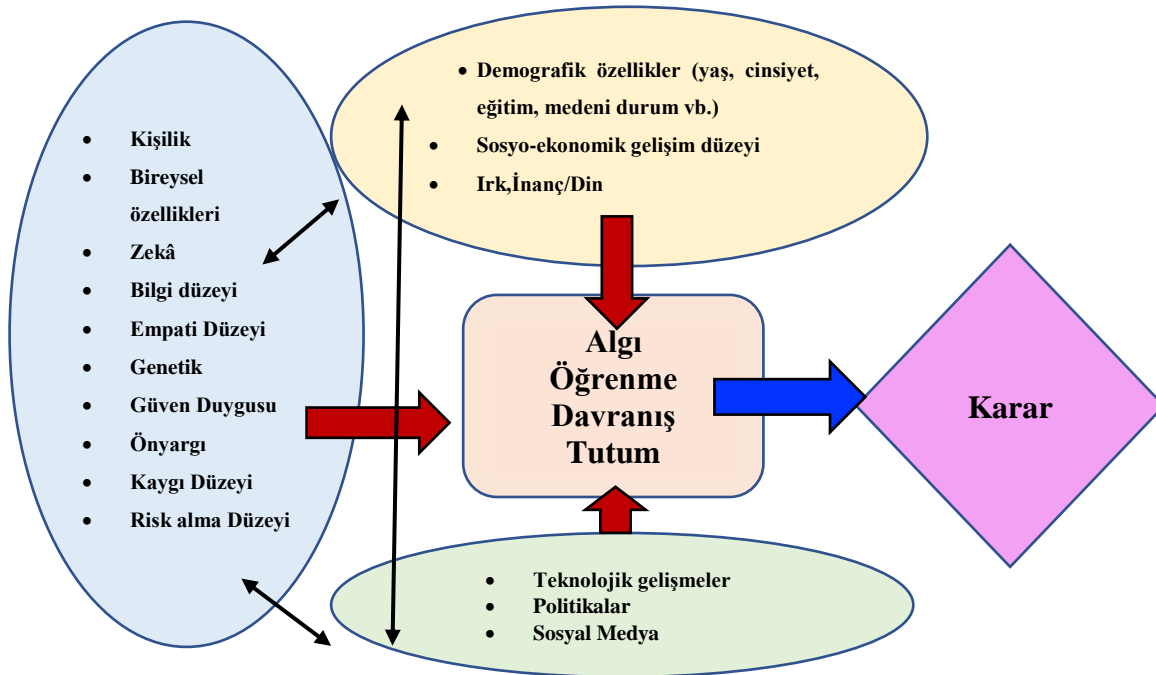 Kişilik
Bireysel
özellikleri
Zekâ
Bilgi düzeyi
Empati Düzeyi
Genetik
Güven Duygusu
Önyargı
Kaygı Düzeyi
Risk alma Düzeyi
Demografik özellikler (yaş, cinsiyet,
eğitim, medeni durum vb.)
Sosyo-ekonomik gelişim düzeyi
Irk,İnanç/Din
Algı
Öğrenme
Davranış
Tutum
Karar
Teknolojik gelişmeler
Politikalar
Sosyal Medya